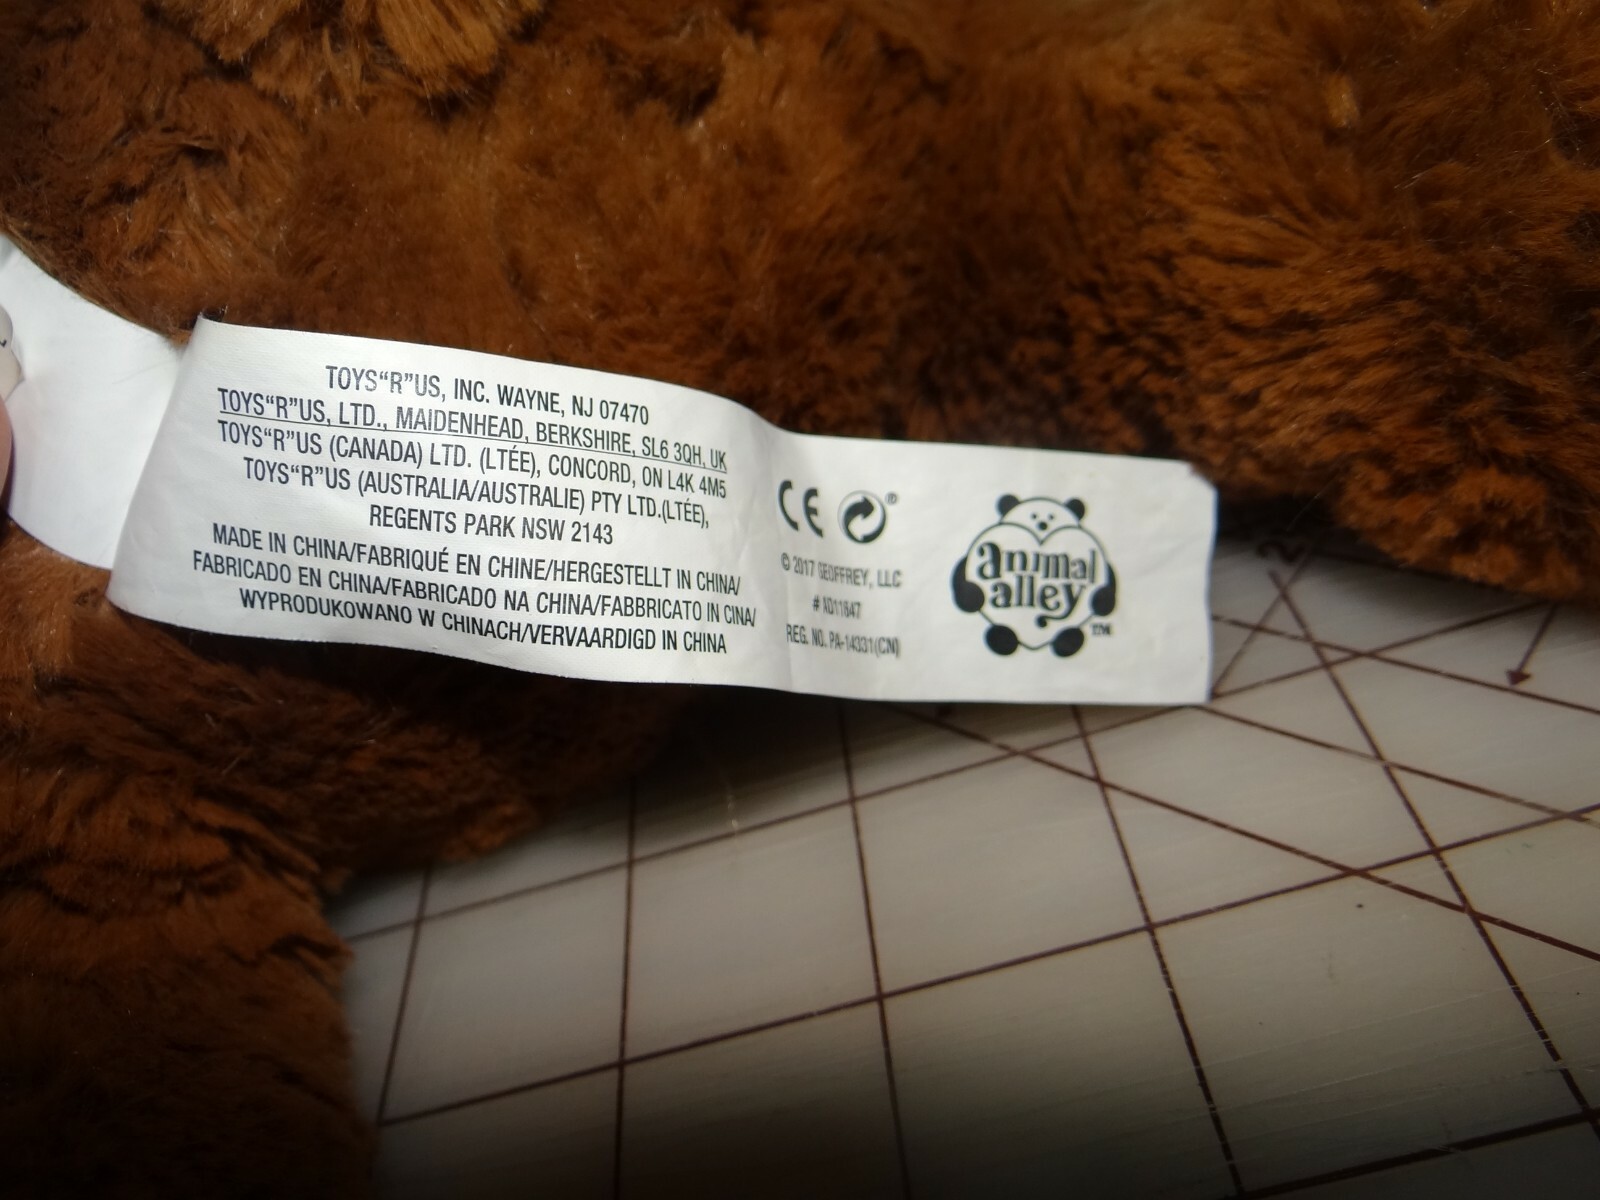 TOYS“R”US, INC. WAYNE, NJ 07470
TOYS“R”US, LTD., MAIDENHEAD, BERKSHIRE, SL6 3QH, UK
TOYS“R”US (CANADA) LTD. (LTÉE), CONCORD, ON L4K 4M5
TOYS“R”US (AUSTRALIA/AUSTRALIE) PTY LTD.(LTÉE),
REGENTS PARK NSW 2143
MADE IN CHINA/FABRIQUÉ EN CHINE/HERGESTELLT IN CHINA/
FABRICADO EN CHINA/FABRICADO NA CHINA/FABBRICATO IN CINA/
WYPRODUKOWANO W CHINACH/VERVAARDIGD IN CHINA
CE ®
© 2017 GEOFFREY, LLC
REG. NO. PA-14331(CN)
animal
alley
TM